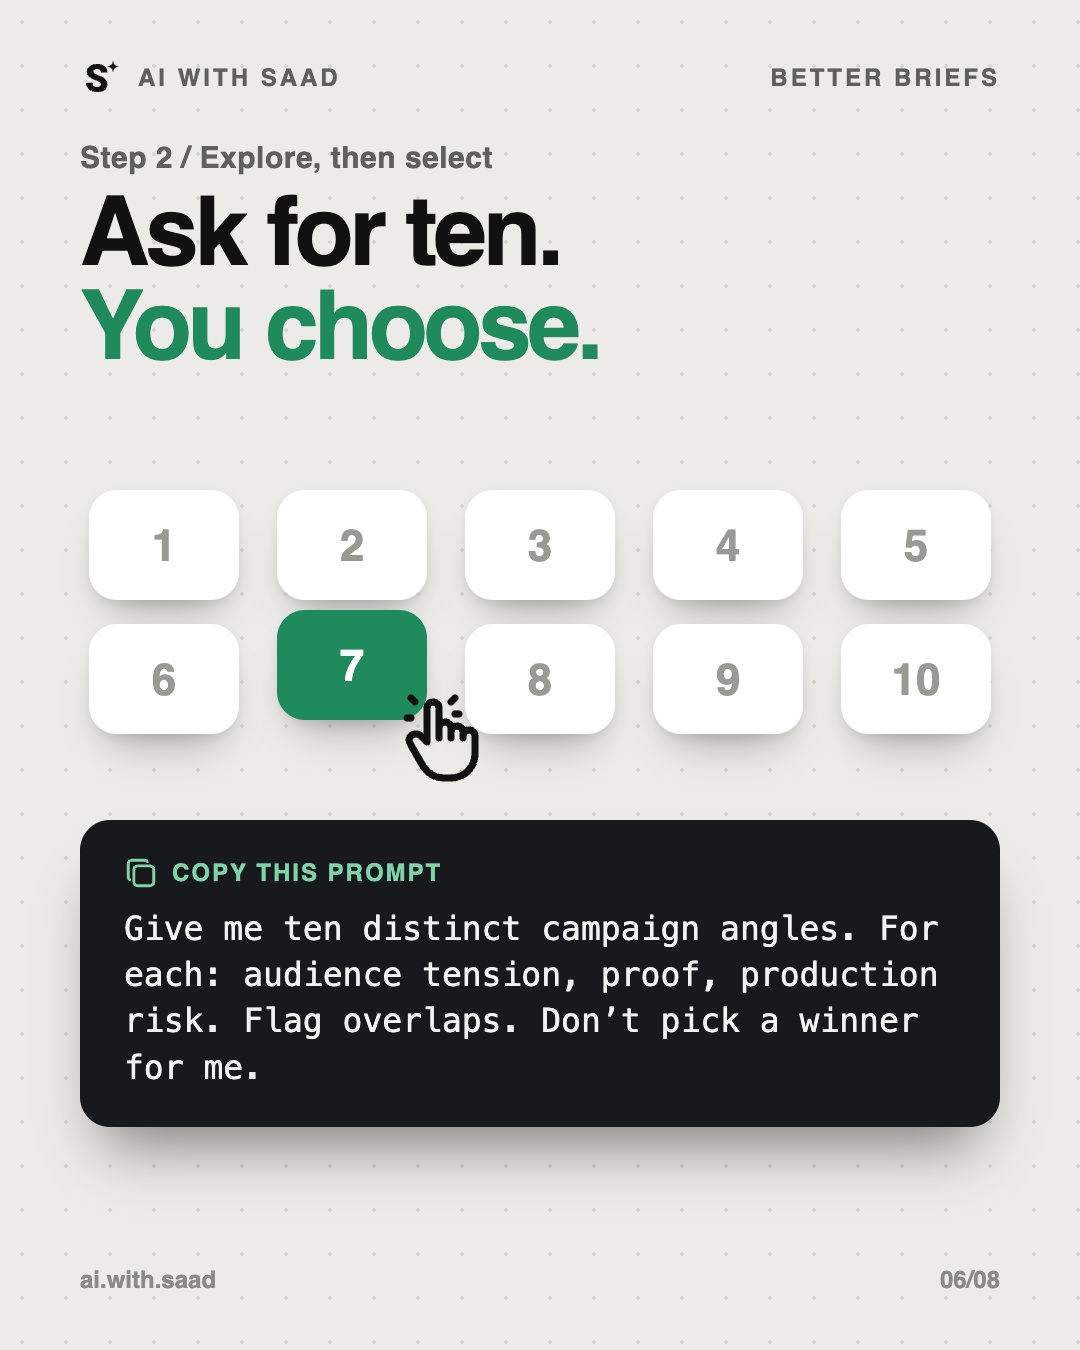 S AI WITH SAAD
BETTER BRIEFS
Step 2 / Explore, then select
Ask for ten.
You choose.
1 2 3 4 5
6 7 8 9 10
COPY THIS PROMPT
Give me ten distinct campaign angles. For
each: audience tension, proof, production
risk. Flag overlaps. Don’t pick a winner
for me.
ai.with.saad
06/08